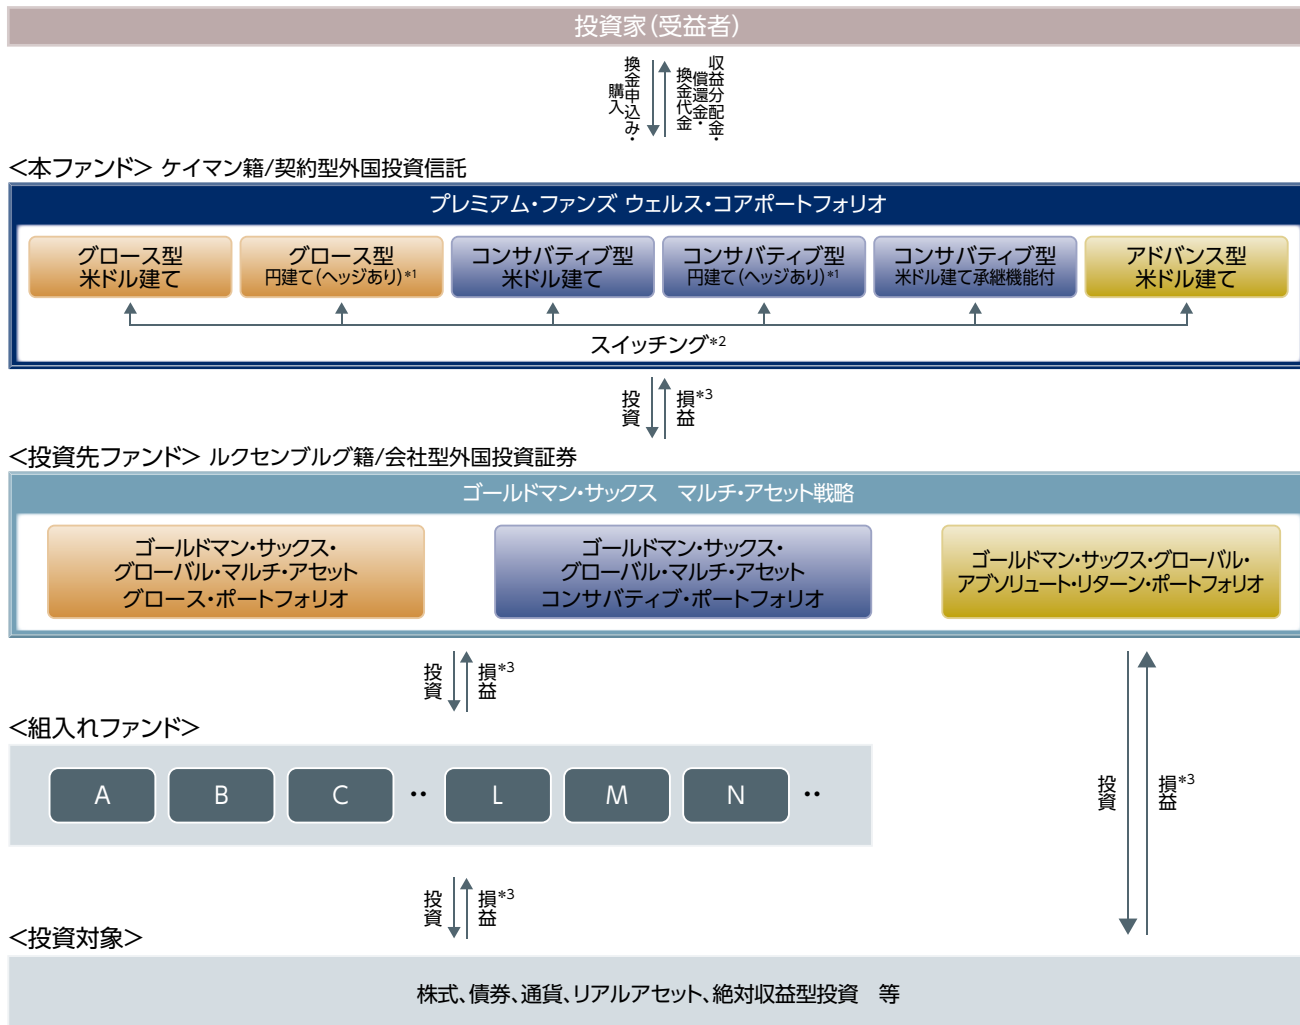 投資家(受益者)
購入
換金申込み・
換金代金
償還金・
収益分配金・
<本ファンド> ケイマン籍/契約型外国投資信託
プレミアム・ファンズ ウェルス・コアポートフォリオ
グロース型
米ドル建て
グロース型
円建て(ヘッジあり)*1
コンサバティブ型
米ドル建て
コンサバティブ型
円建て(ヘッジあり)*1
コンサバティブ型
米ドル建て承継機能付
アドバンス型
米ドル建て
スイッチング*2
投資
損益*3
<投資先ファンド> ルクセンブルグ籍/会社型外国投資証券
ゴールドマン・サックス　マルチ・アセット戦略
ゴールドマン・サックス・
グローバル・マルチ・アセット
グロース・ポートフォリオ
ゴールドマン・サックス・
グローバル・マルチ・アセット
コンサバティブ・ポートフォリオ
ゴールドマン・サックス・グローバル・
アブソリュート・リターン・ポートフォリオ
投資
損益*3
<組入れファンド>
A B C ‥ L M N ‥
投資
損益*3
投資
損益*3
<投資対象>
株式、債券、通貨、リアルアセット、絶対収益型投資　等